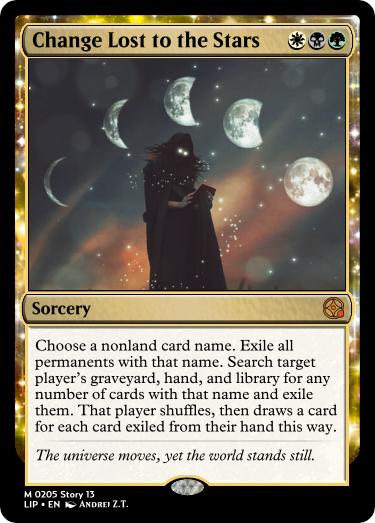 Change Lost to the Stars
Sorcery
Choose a nonland card name. Exile all
permanents with that name. Search target
player's graveyard, hand, and library for any
number of cards with that name and exile
them. That player shuffles, then draws a card
for each card exiled from their hand this way.
The universe moves, yet the world stands still.
M 0205 Story 13
LIP • EN Andrei Z.T.